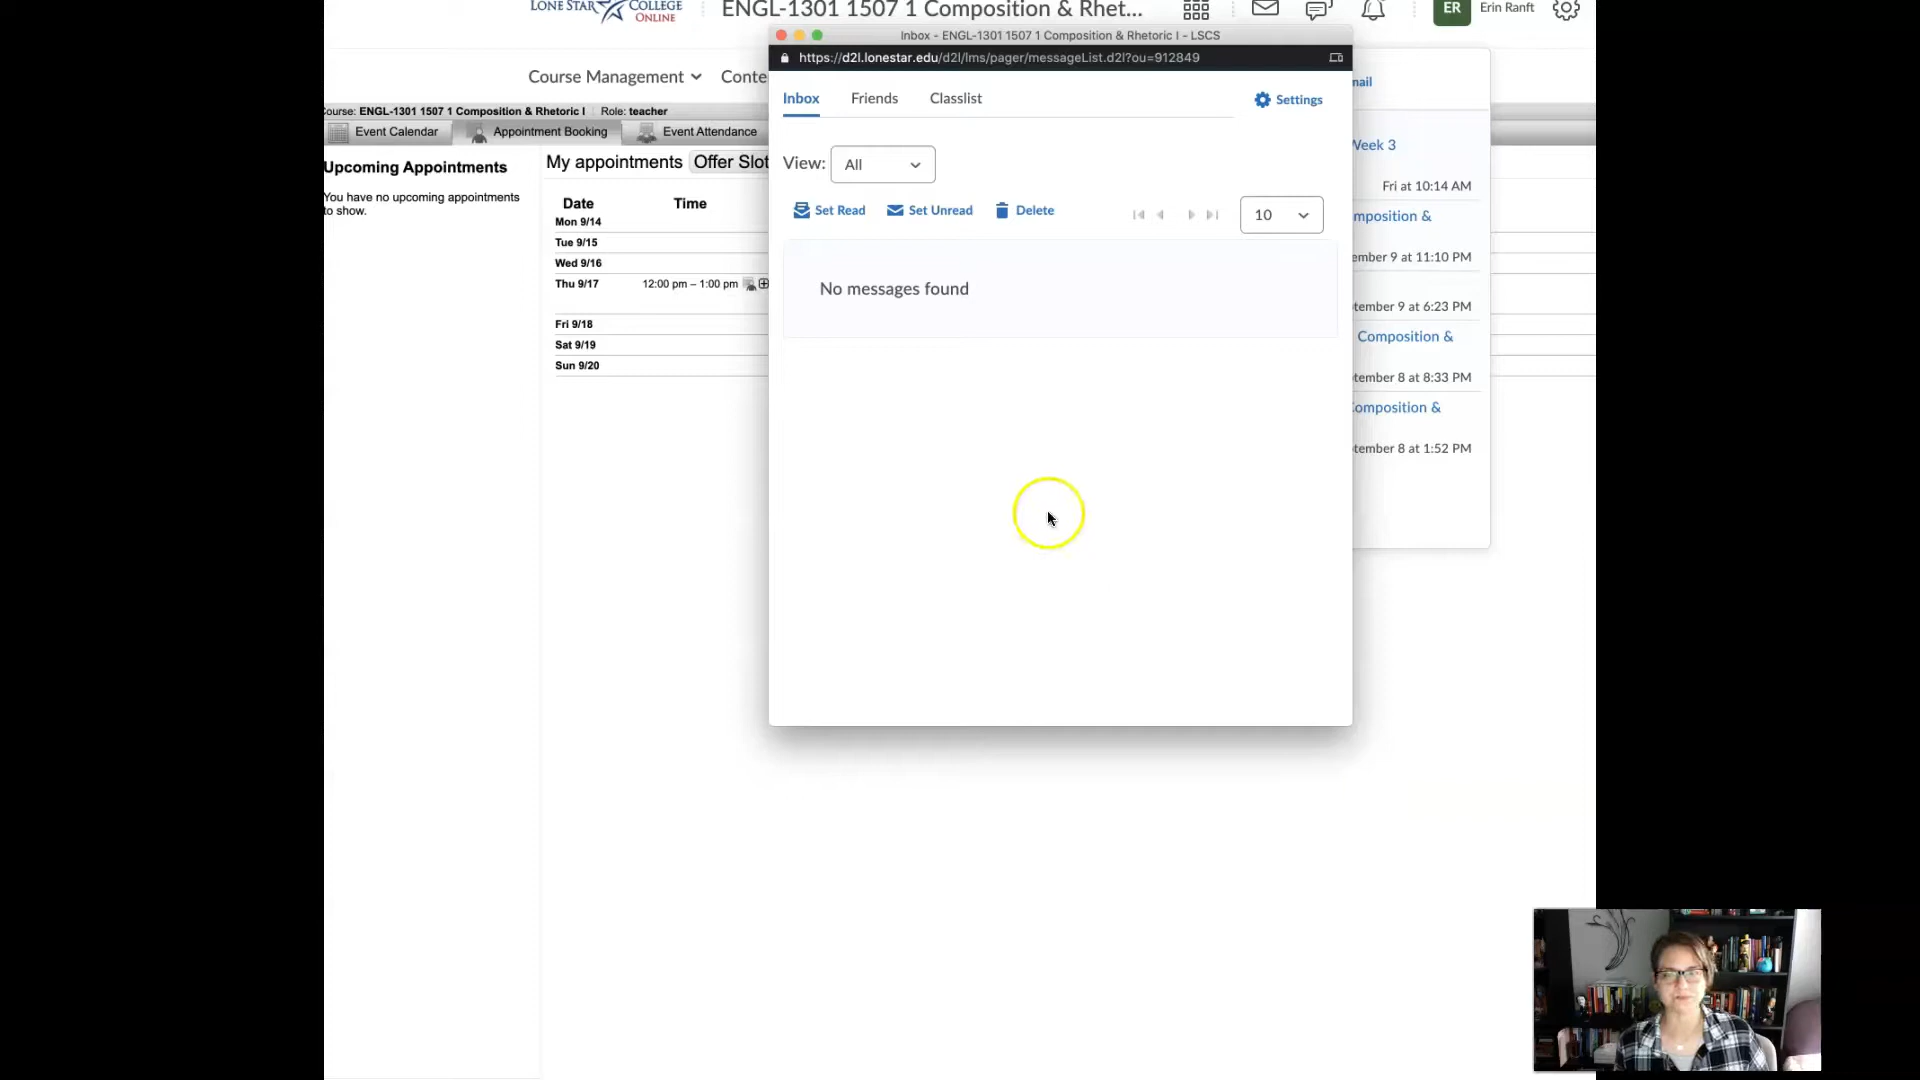 LONE STAR COLLEGE
ONLINE
ENGL-1301 1507 1 Composition & Rhet...
ER
Erin Ranft
Inbox - ENGL-1301 1507 1 Composition & Rhetoric I - LSCS
https://d2l.lonestar.edu/d2l/lms/pager/messageList.d2l?ou=912849
Course Management
Conte
Inbox
Friends
Classlist
Settings
View:
All
Set Read
Set Unread
Delete
10
No messages found
ourse: ENGL-1301 1507 1 Composition & Rhetoric I
Role: teacher
Event Calendar
Appointment Booking
Event Attendance
Upcoming Appointments
You have no upcoming appointments
to show.
My appointments
Offer Slot
Date
Time
Mon 9/14
Tue 9/15
Wed 9/16
Thu 9/17
12:00 pm – 1:00 pm
Fri 9/18
Sat 9/19
Sun 9/20
mail
Week 3
Fri at 10:14 AM
mposition &
ember 9 at 11:10 PM
tember 9 at 6:23 PM
Composition &
tember 8 at 8:33 PM
Composition &
tember 8 at 1:52 PM